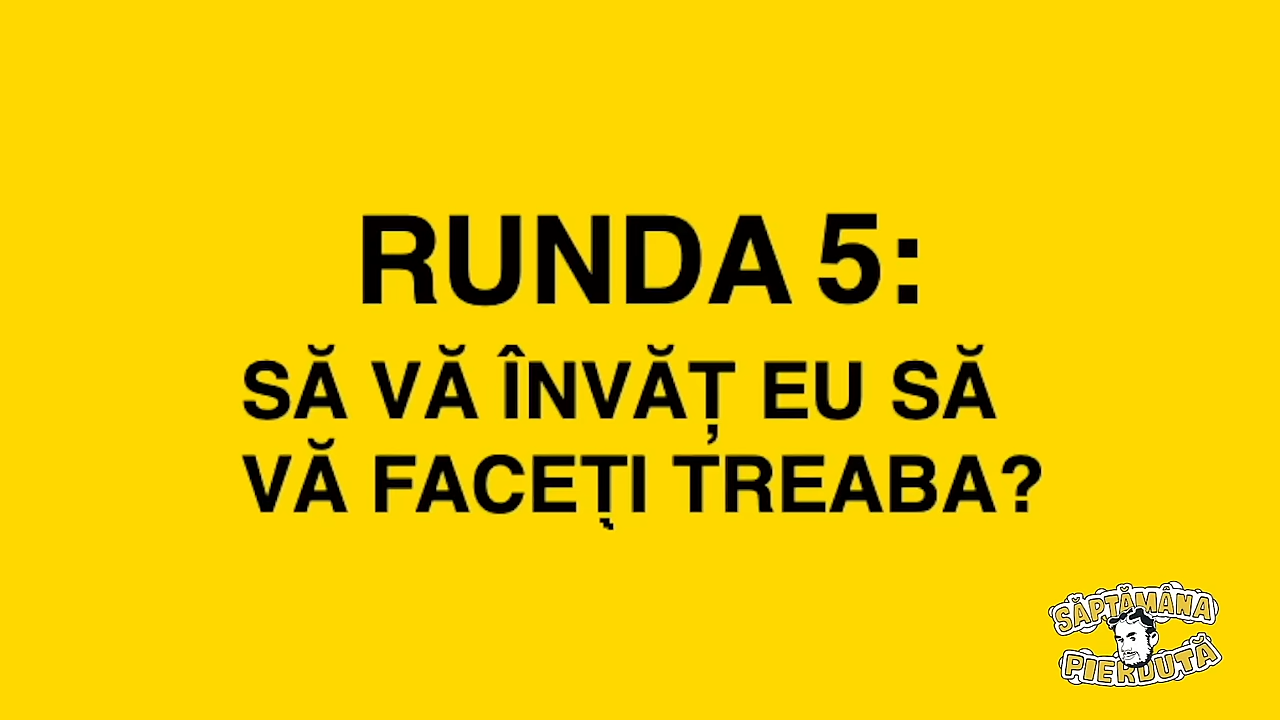 RUNDA 5:
SĂ VĂ ÎNVĂȚ EU SĂ
VĂ FACEȚI TREABA?
SĂPTĂMÂNA
PIERDUTĂ